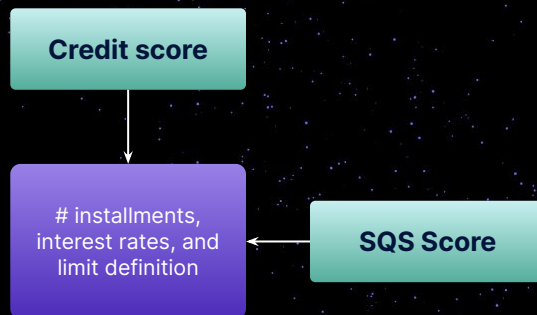 Credit score
# installments,
interest rates, and
limit definition
SQS Score